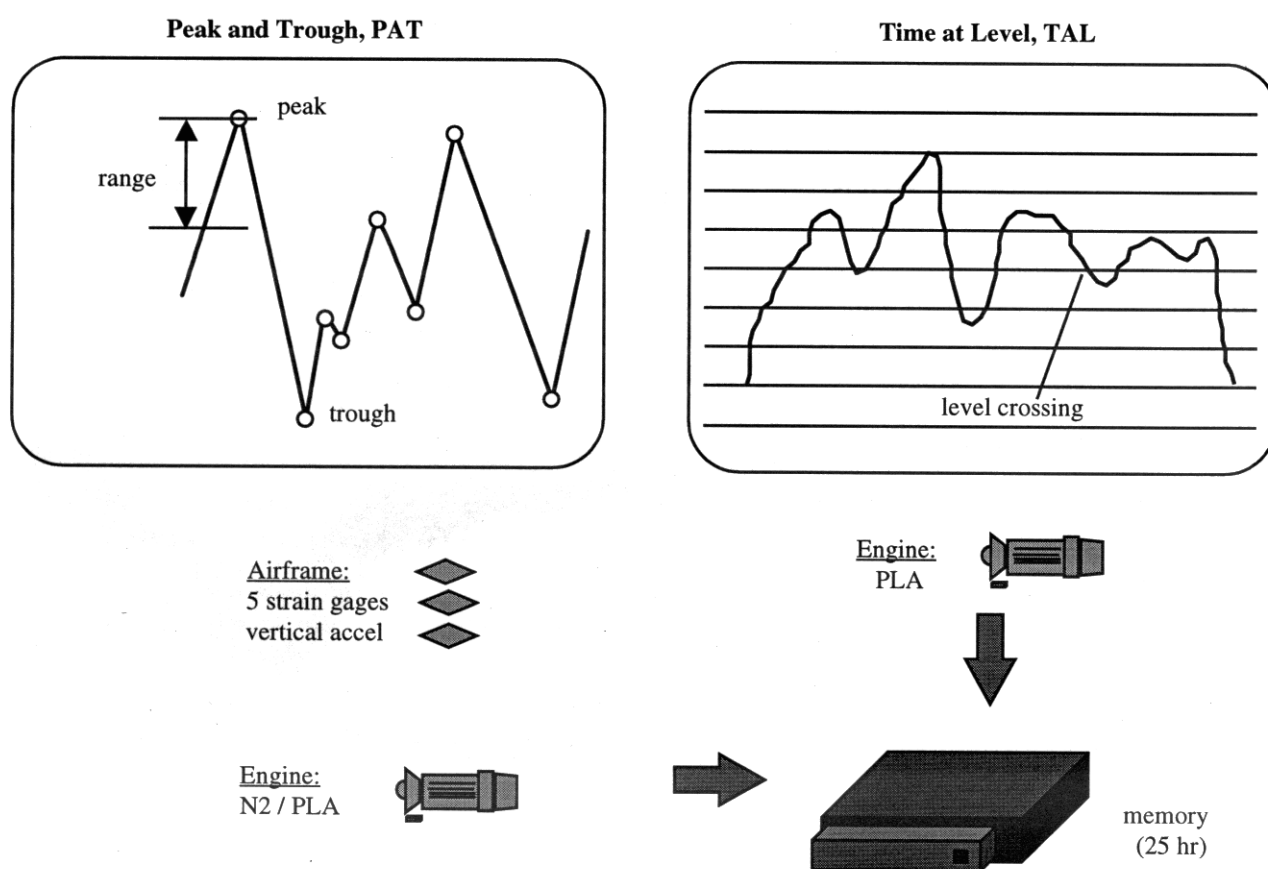 Peak and Trough, PAT
peak
range
trough
Time at Level, TAL
level crossing
Airframe:
5 strain gages
vertical accel
Engine:
PLA
Engine:
N2 / PLA
memory
(25 hr)